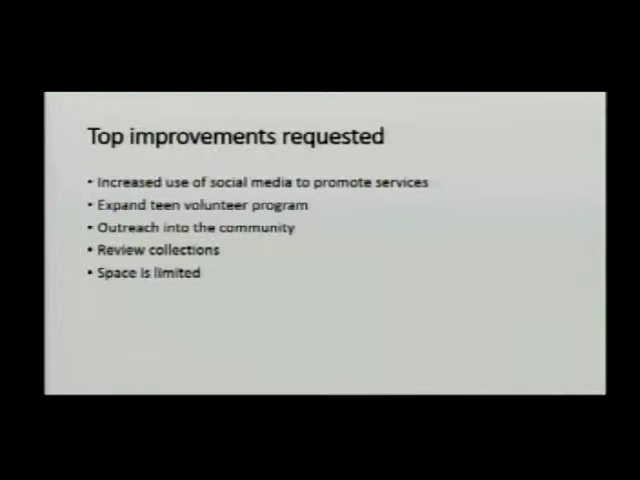 Top improvements requested
• Increased use of social media to promote services
• Expand teen volunteer program
• Outreach into the community
• Review collections
• Space is limited